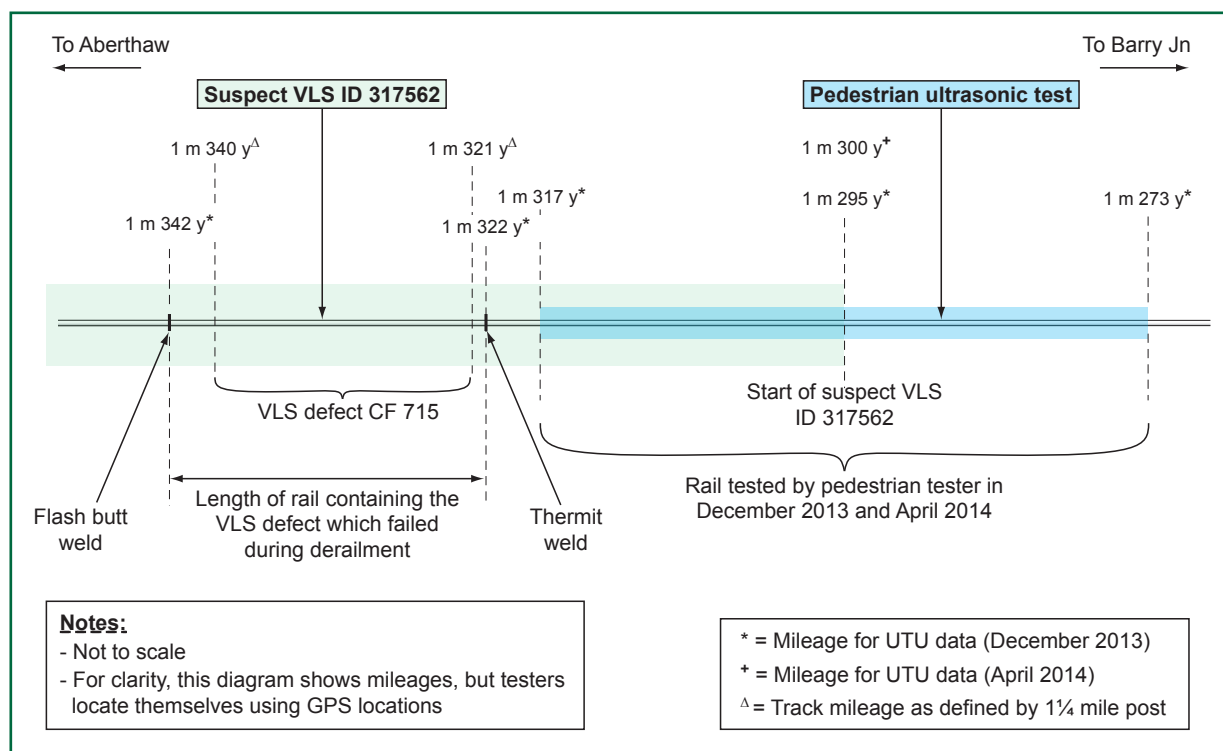 To Aberthaw
To Barry Jn
Suspect VLS ID 317562
Pedestrian ultrasonic test
1 m 340 y Δ
1 m 321 y Δ
1 m 300 y +
1 m 342 y*
1 m 322 y*
1 m 317 y*
1 m 295 y*
1 m 273 y*
VLS defect CF 715
Start of suspect VLS
ID 317562
Flash butt
weld
Length of rail containing the
VLS defect which failed
during derailment
Thermit
weld
Rail tested by pedestrian tester in
December 2013 and April 2014
Notes:
- Not to scale
- For clarity, this diagram shows mileages, but testers
locate themselves using GPS locations
* = Mileage for UTU data (December 2013)
+ = Mileage for UTU data (April 2014)
Δ = Track mileage as defined by 1¼ mile post